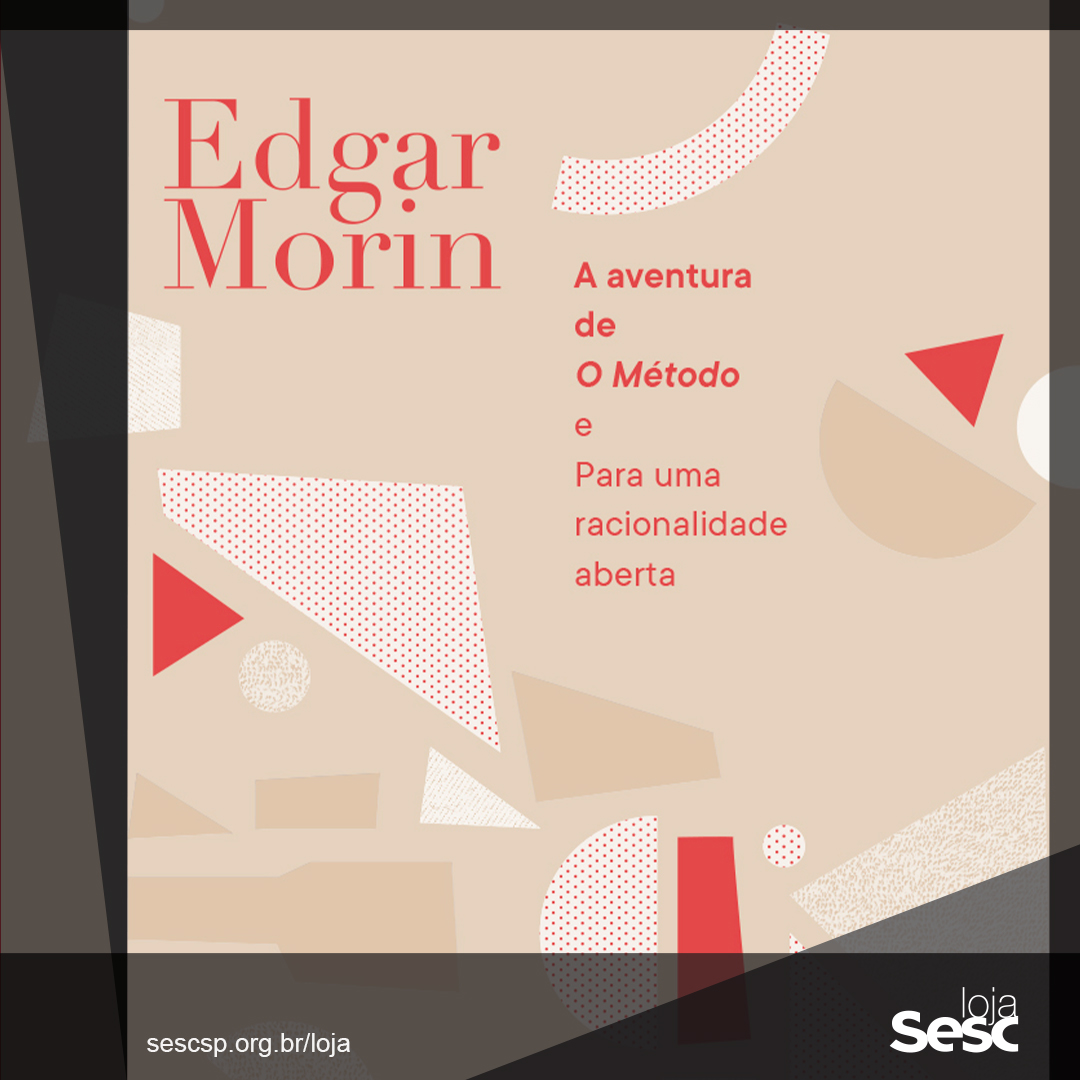 Edgar
Morin
A aventura
de
O Método
e
Para uma
racionalidade
aberta
sescsp.org.br/loja
loja
Sesc